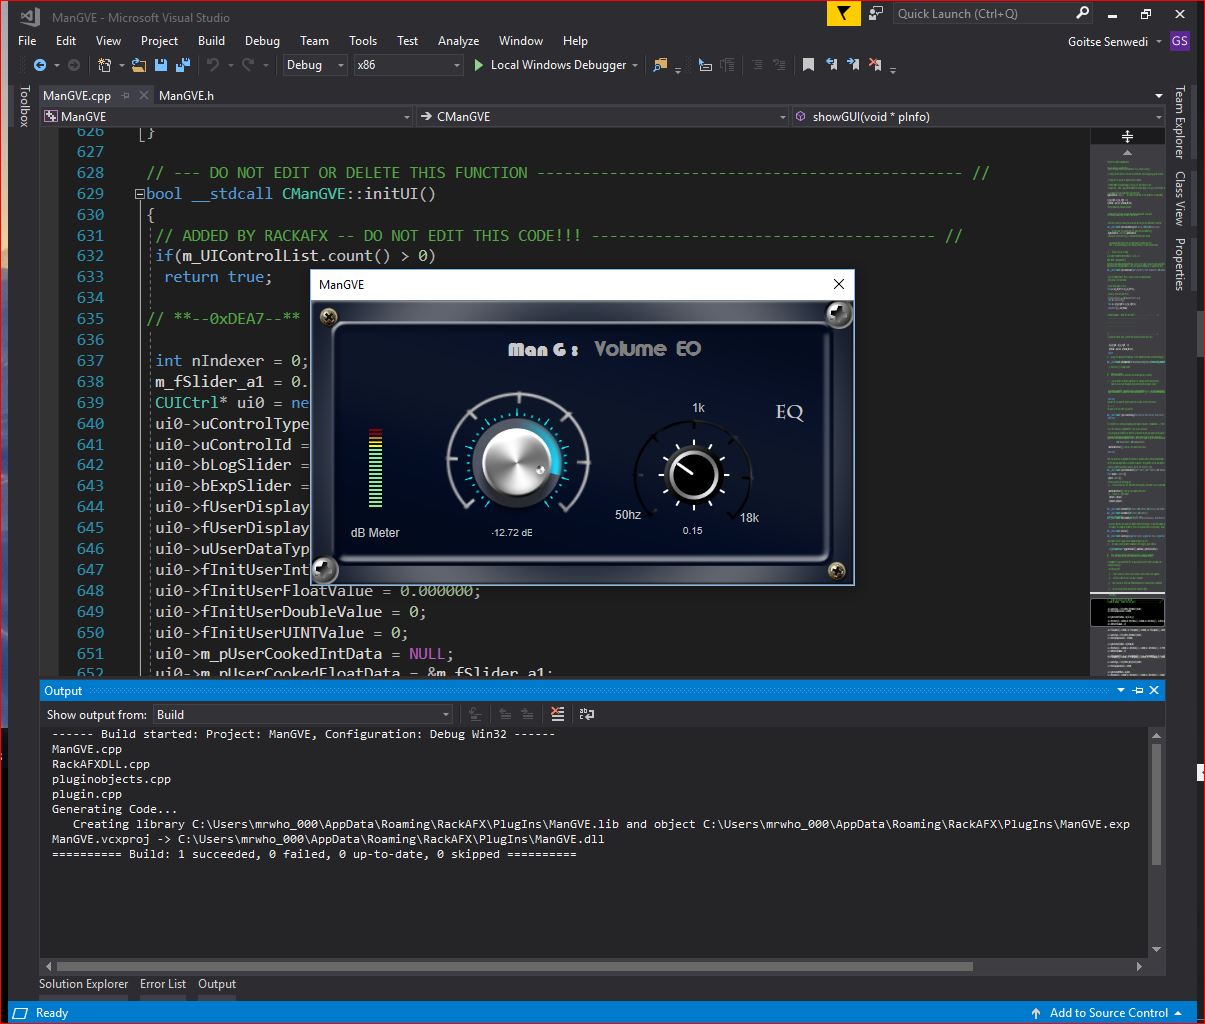 ManGVE - Microsoft Visual Studio
Quick Launch (Ctrl+Q)
File Edit View Project Build Debug Team Tools Test Analyze Window Help
Goitse Senwedi GS
Debug x86 Local Windows Debugger
Toolbox
ManGVE.cpp ManGVE.h
Team Explorer
Class View
Properties
ManGVE CManGVE showGUI(void * pInfo)
626 }
627
628 // --- DO NOT EDIT OR DELETE THIS FUNCTION ----------------------------------------------- //
629 bool __stdcall CManGVE::initUI()
630 {
631 // ADDED BY RACKAFX -- DO NOT EDIT THIS CODE!!! -------------------------------------- //
632 if(m_UIControlList.count() > 0)
633 return true;
634
635 // **--0xDEA7--**
636
637 int nIndexer = 0;
638 m_fSlider_a1 = 0.
639 CUICtrl* ui0 = ne
640 ui0->uControlType
641 ui0->uControlId =
642 ui0->bLogSlider =
643 ui0->bExpSlider =
644 ui0->fUserDisplay
645 ui0->fUserDisplay
646 ui0->uUserDataTyp
647 ui0->fInitUserInt
648 ui0->fInitUserFloatValue = 0.000000;
649 ui0->fInitUserDoubleValue = 0;
650 ui0->fInitUserUINTValue = 0;
651 ui0->m_pUserCookedIntData = NULL;
652 ui0->m_pUserCookedFloatData = &m_fSlider_a1;
ManGVE
Man G : Volume EQ
1k
EQ
50hz
18k
dB Meter
-12.72 dE
0.15
Output
Show output from: Build
------ Build started: Project: ManGVE, Configuration: Debug Win32 ------
ManGVE.cpp
RackAFXDLL.cpp
pluginobjects.cpp
plugin.cpp
Generating Code...
Creating library C:\Users\mrwho_000\AppData\Roaming\RackAFX\PlugIns\ManGVE.lib and object C:\Users\mrwho_000\AppData\Roaming\RackAFX\PlugIns\ManGVE.exp
ManGVE.vcxproj -> C:\Users\mrwho_000\AppData\Roaming\RackAFX\PlugIns\ManGVE.dll
========== Build: 1 succeeded, 0 failed, 0 up-to-date, 0 skipped ==========
Solution Explorer Error List Output
Ready
Add to Source Control